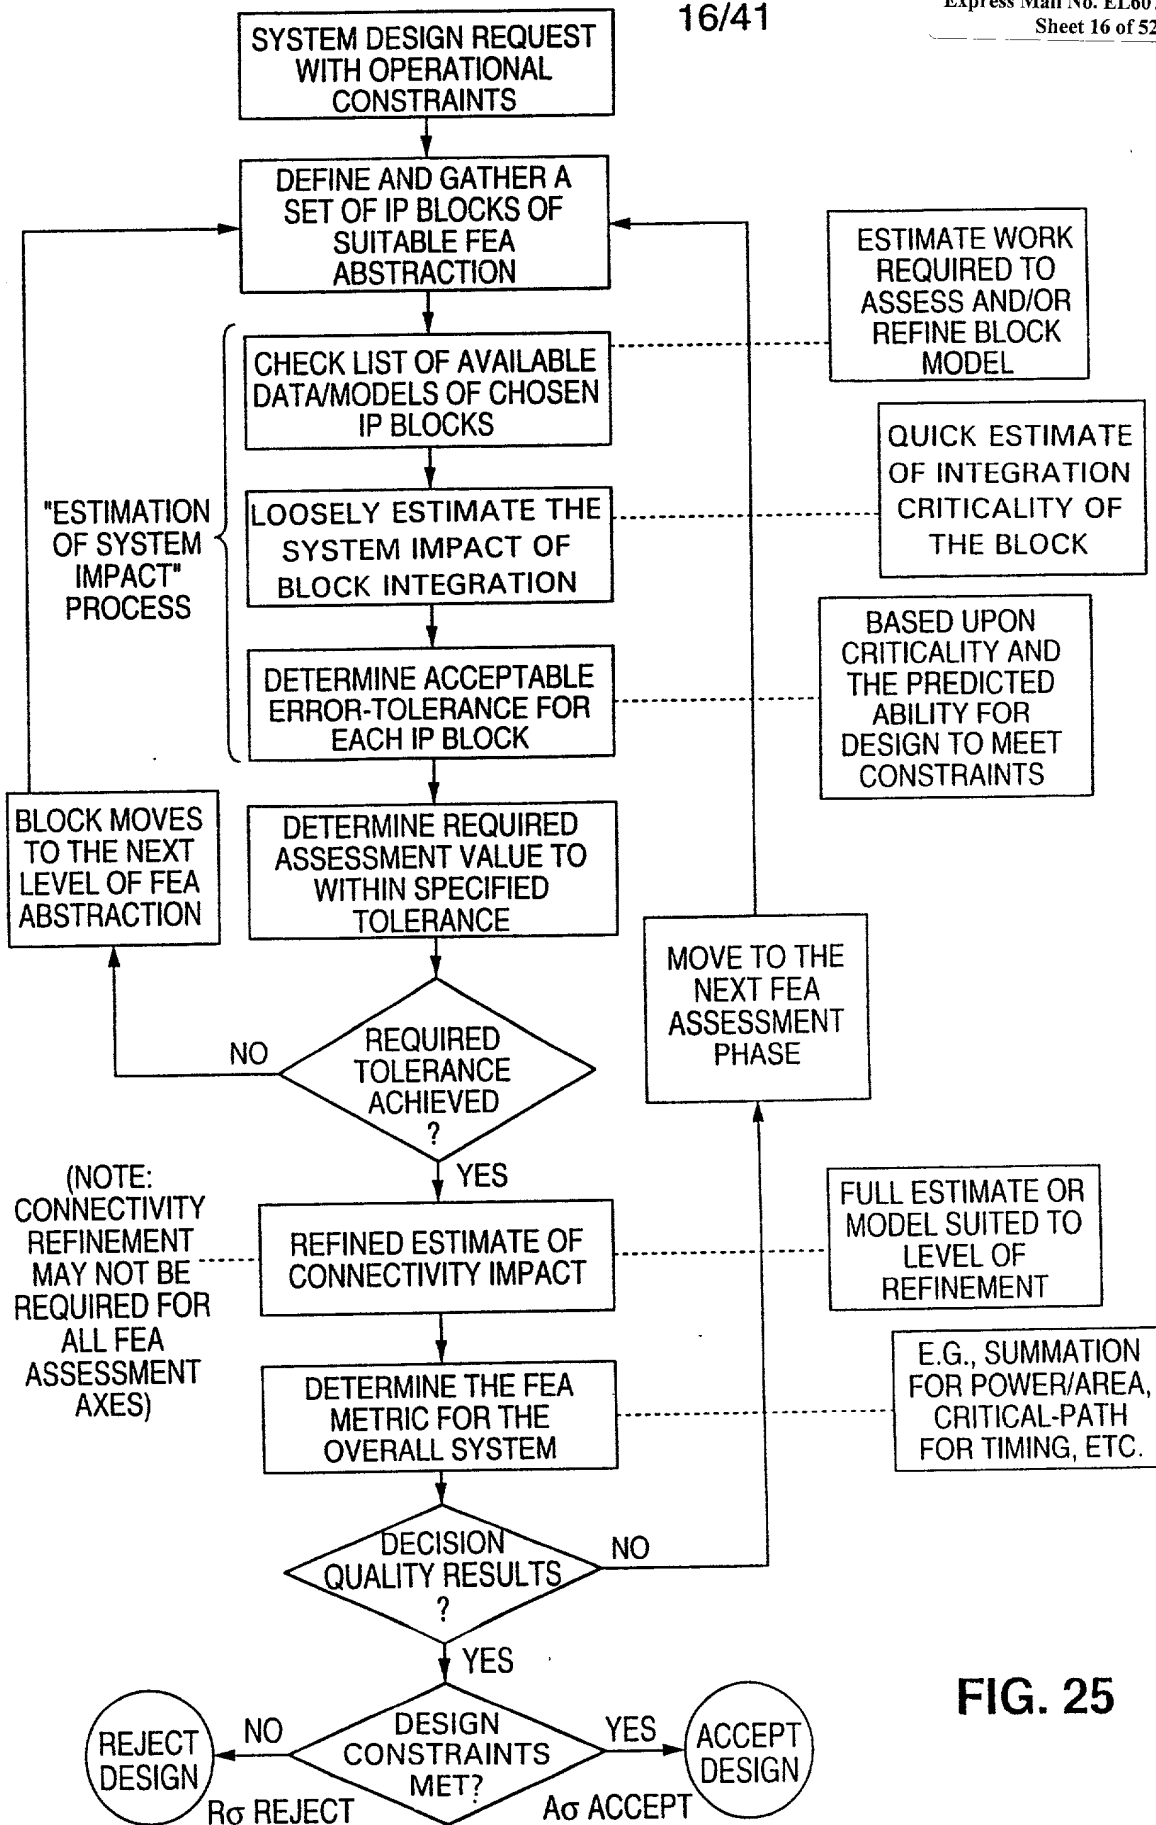 16/41
Express Mail No. EL60
Sheet 16 of 52
SYSTEM DESIGN REQUEST
WITH OPERATIONAL
CONSTRAINTS
DEFINE AND GATHER A
SET OF IP BLOCKS OF
SUITABLE FEA
ABSTRACTION
ESTIMATE WORK
REQUIRED TO
ASSESS AND/OR
REFINE BLOCK
MODEL
CHECK LIST OF AVAILABLE
DATA/MODELS OF CHOSEN
IP BLOCKS
QUICK ESTIMATE
OF INTEGRATION
CRITICALITY OF
THE BLOCK
"ESTIMATION
OF SYSTEM
IMPACT"
PROCESS
LOOSELY ESTIMATE THE
SYSTEM IMPACT OF
BLOCK INTEGRATION
BASED UPON
CRITICALITY AND
THE PREDICTED
ABILITY FOR
DESIGN TO MEET
CONSTRAINTS
DETERMINE ACCEPTABLE
ERROR-TOLERANCE FOR
EACH IP BLOCK
BLOCK MOVES
TO THE NEXT
LEVEL OF FEA
ABSTRACTION
DETERMINE REQUIRED
ASSESSMENT VALUE TO
WITHIN SPECIFIED
TOLERANCE
MOVE TO THE
NEXT FEA
ASSESSMENT
PHASE
NO
REQUIRED
TOLERANCE
ACHIEVED
?
YES
(NOTE:
CONNECTIVITY
REFINEMENT
MAY NOT BE
REQUIRED FOR
ALL FEA
ASSESSMENT
AXES)
REFINED ESTIMATE OF
CONNECTIVITY IMPACT
FULL ESTIMATE OR
MODEL SUITED TO
LEVEL OF
REFINEMENT
DETERMINE THE FEA
METRIC FOR THE
OVERALL SYSTEM
E.G., SUMMATION
FOR POWER/AREA,
CRITICAL-PATH
FOR TIMING, ETC.
DECISION
QUALITY RESULTS
?
NO
YES
DESIGN
CONSTRAINTS
MET?
NO
REJECT
DESIGN
Rσ REJECT
YES
ACCEPT
DESIGN
Aσ ACCEPT
FIG. 25